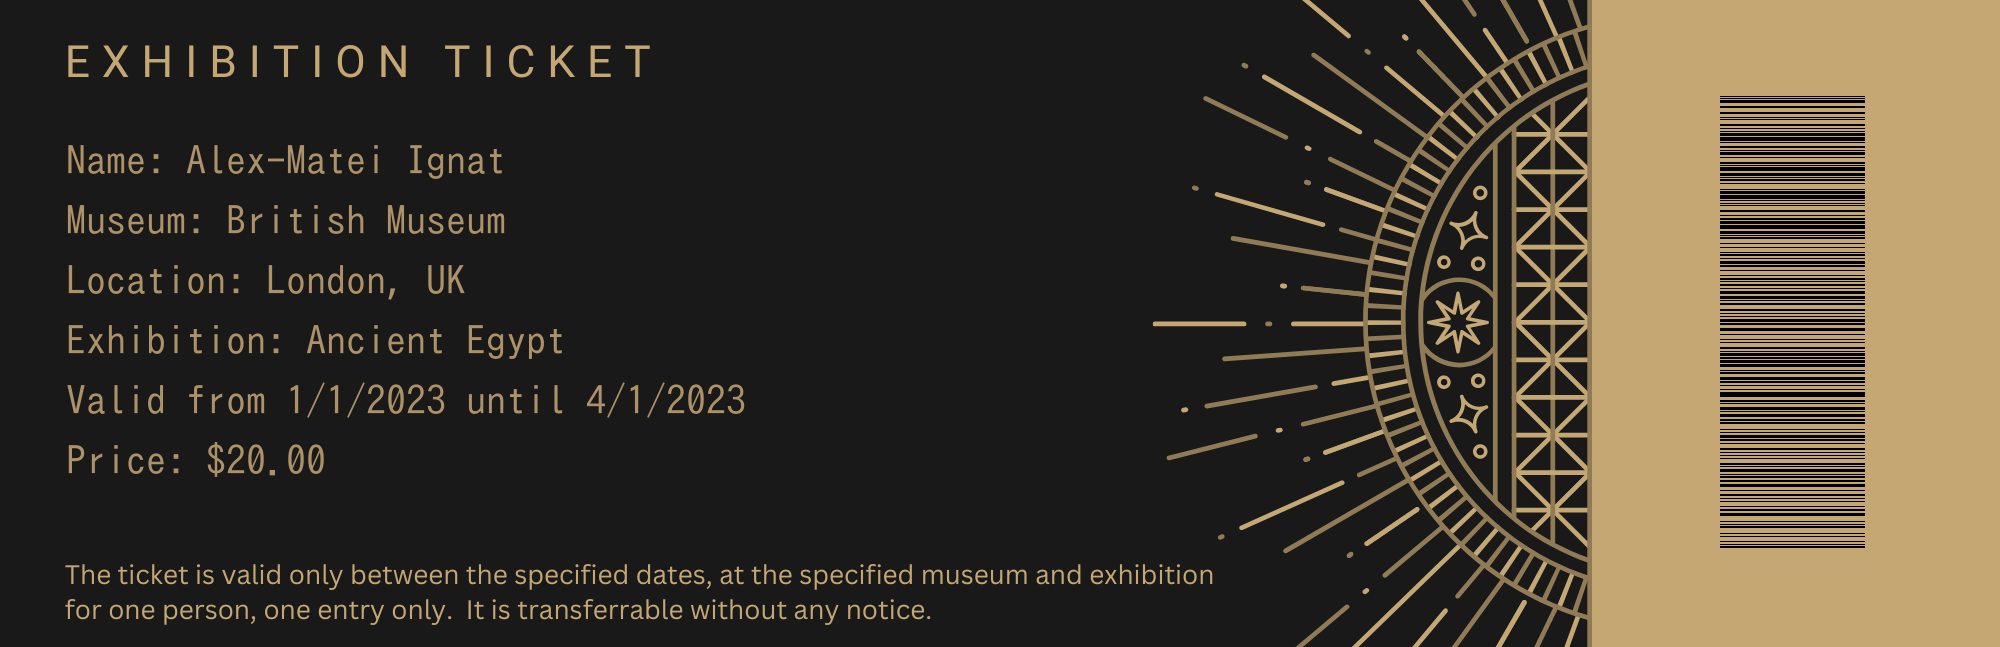 EXHIBITION TICKET
Name: Alex-Matei Ignat
Museum: British Museum
Location: London, UK
Exhibition: Ancient Egypt
Valid from 1/1/2023 until 4/1/2023
Price: $20.00
The ticket is valid only between the specified dates, at the specified museum and exhibition
for one person, one entry only.  It is transferrable without any notice.